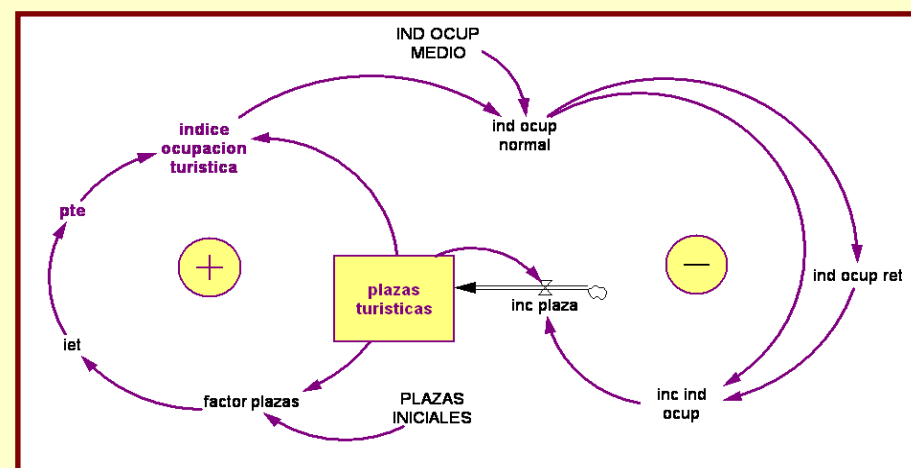 IND OCUP
MEDIO
indice
ocupacion
turistica
ind ocup
normal
pte
+
−
ind ocup ret
plazas
turisticas
inc plaza
iet
factor plazas
PLAZAS
INICIALES
inc ind
ocup